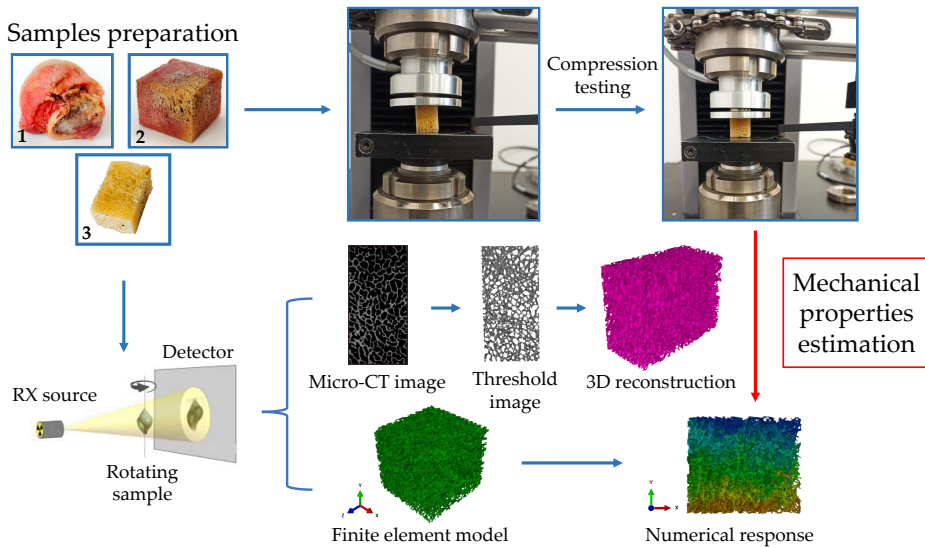 Samples preparation
1
2
3
Compression
testing
Mechanical
properties
estimation
Detector
RX source
Rotating
sample
Micro-CT image
Threshold
image
3D reconstruction
Y
Z
X
Finite element model
Y
X
Numerical response